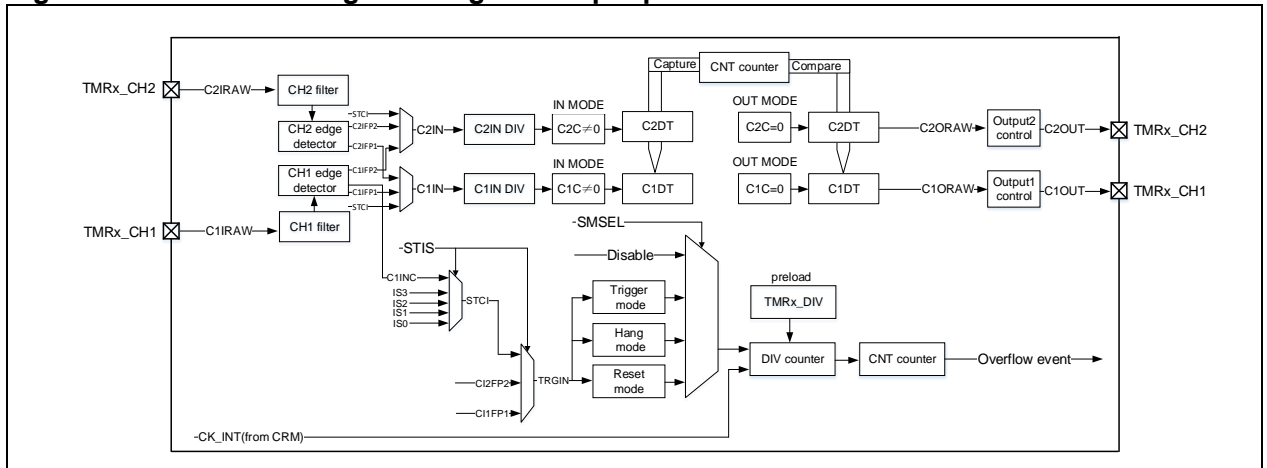 Capture
CNT counter
Compare
TMRx_CH2
C2IRAW
CH2 filter
STCI
C2IFP2
CH2 edge
detector
C2IFP1
C2IN
C2IN DIV
IN MODE
C2C≠0
C2DT
OUT MODE
C2C=0
C2DT
C2ORAW
Output2
control
C2OUT
TMRx_CH2
CH1 edge
detector
C1IFP2
C1IFP1
STCI
C1IN
C1IN DIV
IN MODE
C1C≠0
C1DT
OUT MODE
C1C=0
C1DT
C1ORAW
Output1
control
C1OUT
TMRx_CH1
TMRx_CH1
C1IRAW
CH1 filter
-SMSEL
-STIS
Disable
C1INC
IS3
IS2
IS1
IS0
STCI
Trigger
mode
Hang
mode
Reset
mode
preload
TMRx_DIV
DIV counter
CNT counter
Overflow event
CI2FP2
TRGIN
CI1FP1
-CK_INT(from CRM)